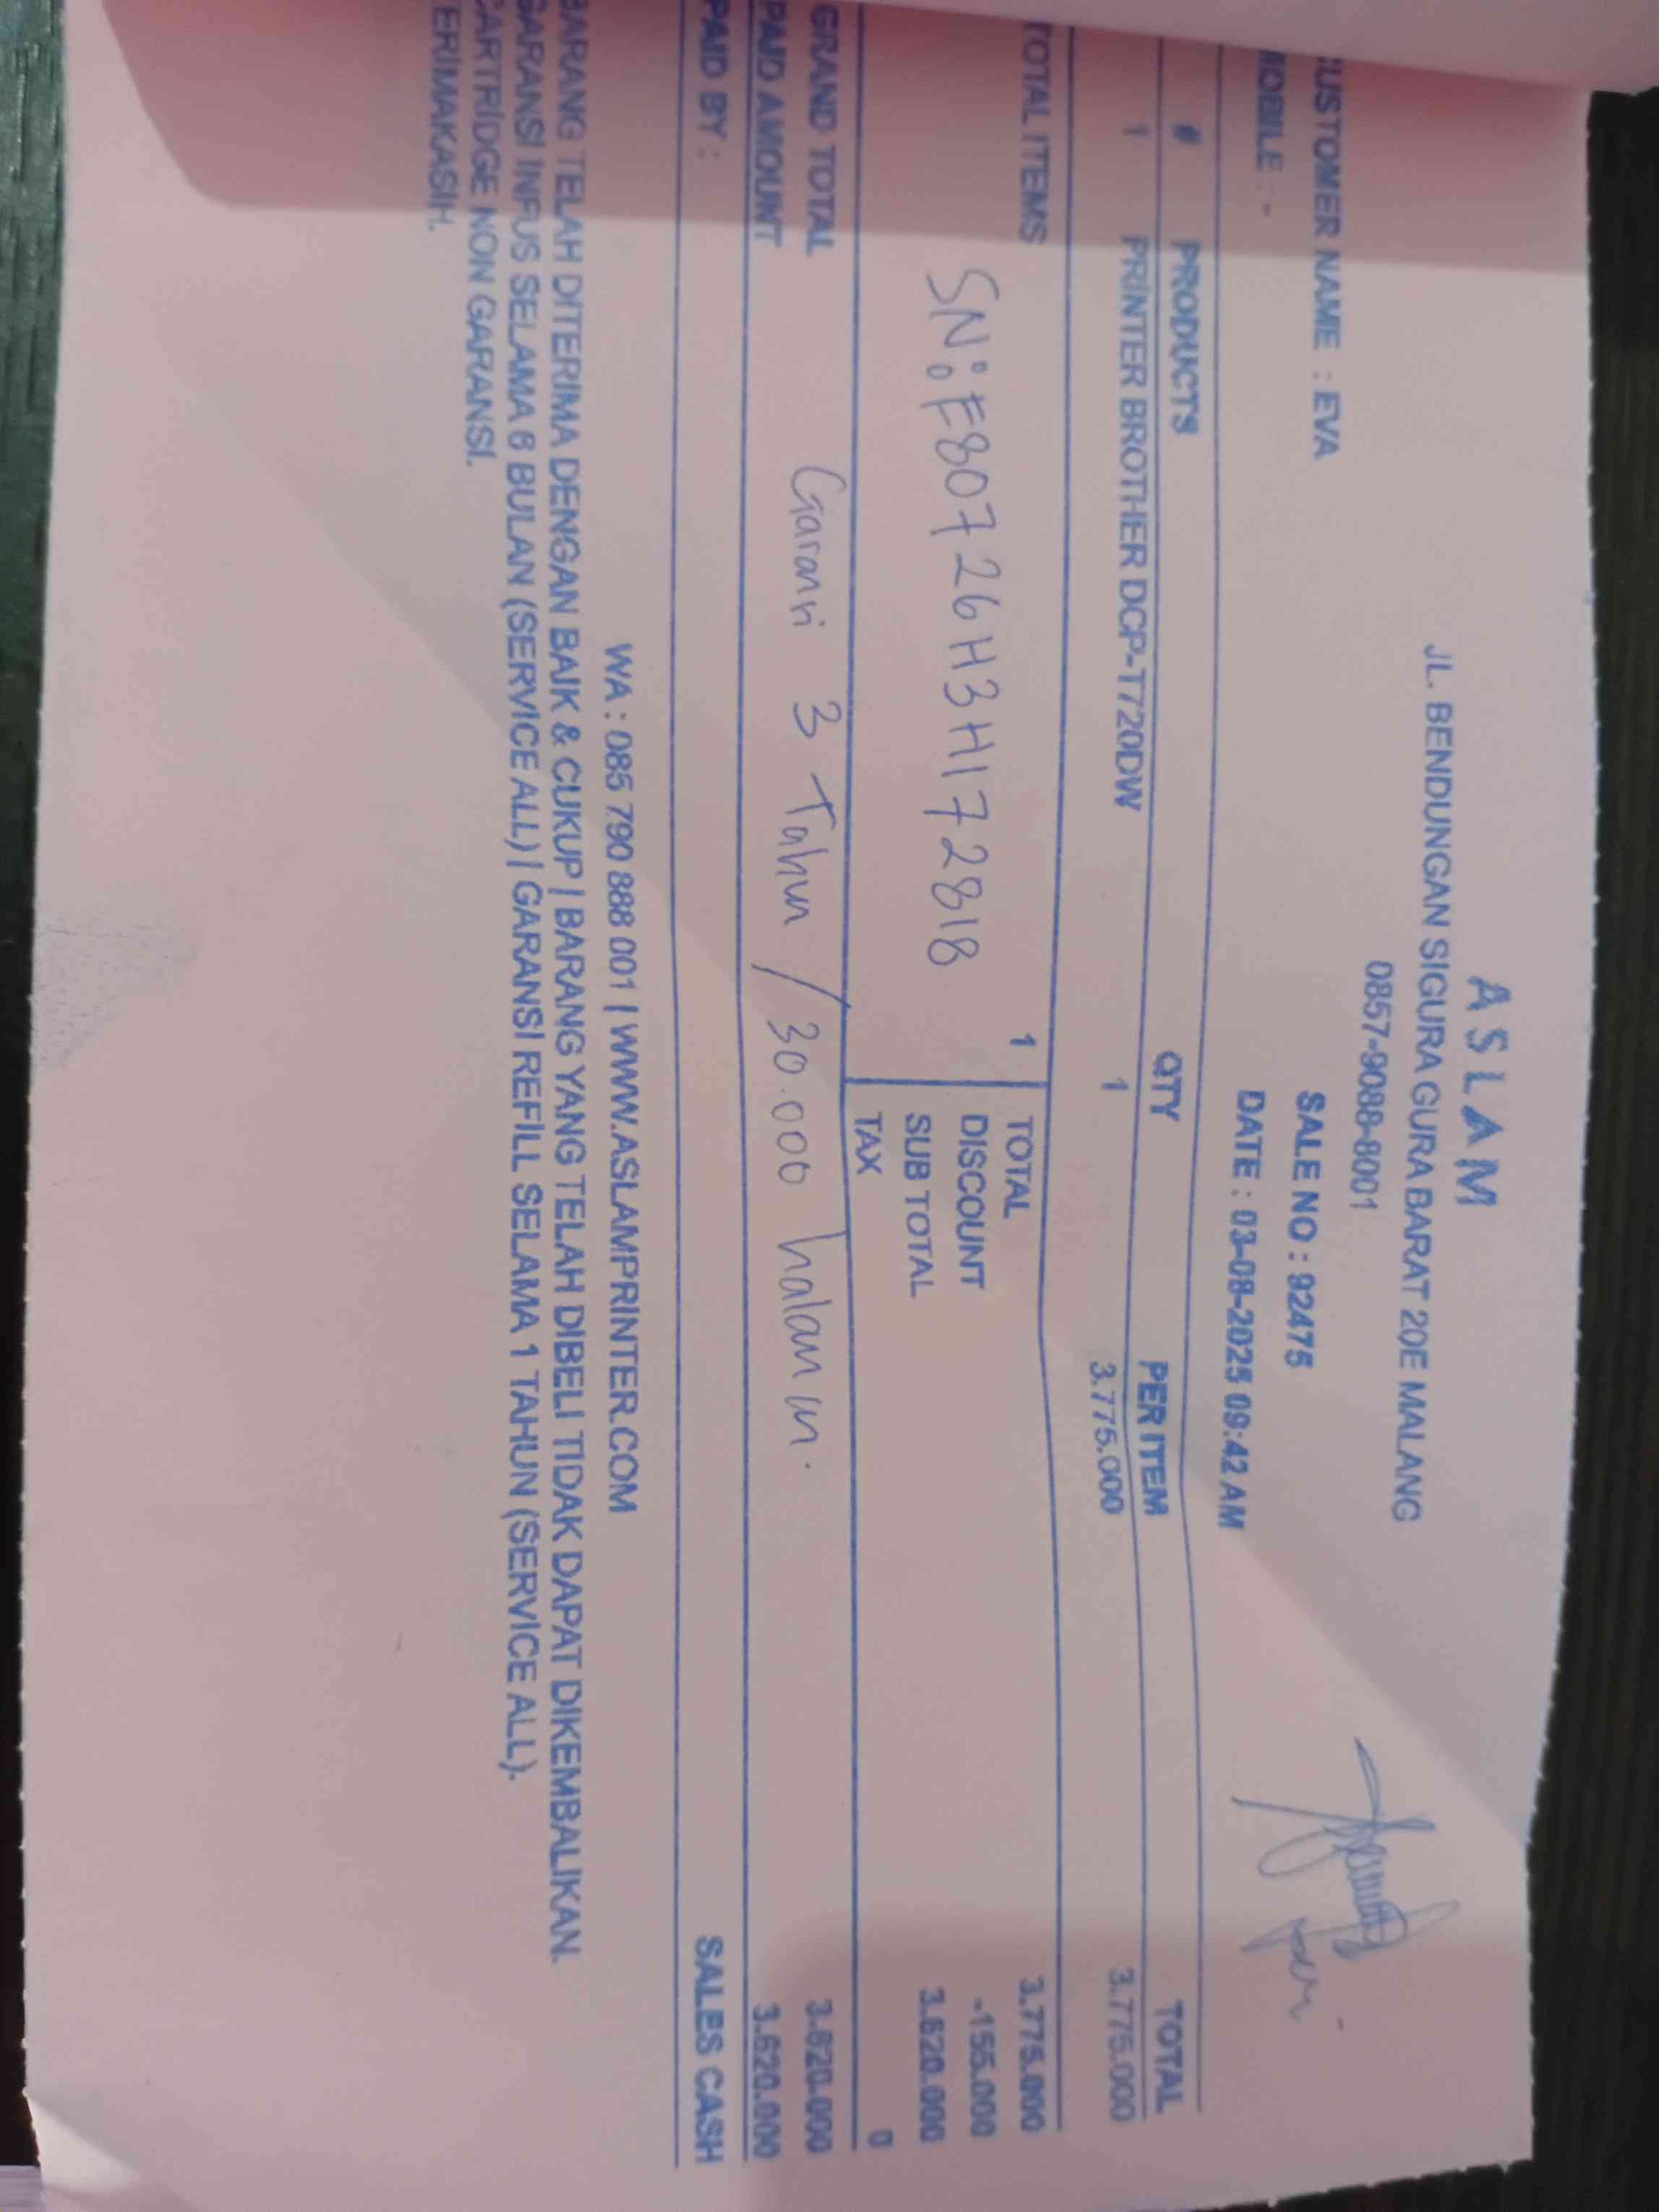 ASLAM
JL. BENDUNGAN SIGURA GURA BARAT 20E MALANG
0857-9088-8001
CUSTOMER NAME : EVA SALE NO : 92475
MOBILE : - DATE : 03-08-2025 09:42 AM
# PRODUCTS QTY PER ITEM TOTAL
1 PRINTER BROTHER DCP-T720DW 1 3.775.000 3.775.000
TOTAL ITEMS 1 TOTAL 3.775.000
DISCOUNT -155.000
SN: E80726H3H172818 SUB TOTAL 3.620.000
TAX 0
GRAND TOTAL 3.620.000
PAID AMOUNT Garansi 3 Tahun / 30.000 halaman. 3.620.000
PAID BY : SALES CASH
WA : 085 790 888 001 | WWW.ASLAMPRINTER.COM
BARANG TELAH DITERIMA DENGAN BAIK & CUKUP | BARANG YANG TELAH DIBELI TIDAK DAPAT DIKEMBALIKAN.
GARANSI INFUS SELAMA 6 BULAN (SERVICE ALL) | GARANSI REFILL SELAMA 1 TAHUN (SERVICE ALL).
CARTRIDGE NON GARANSI.
TERIMAKASIH.